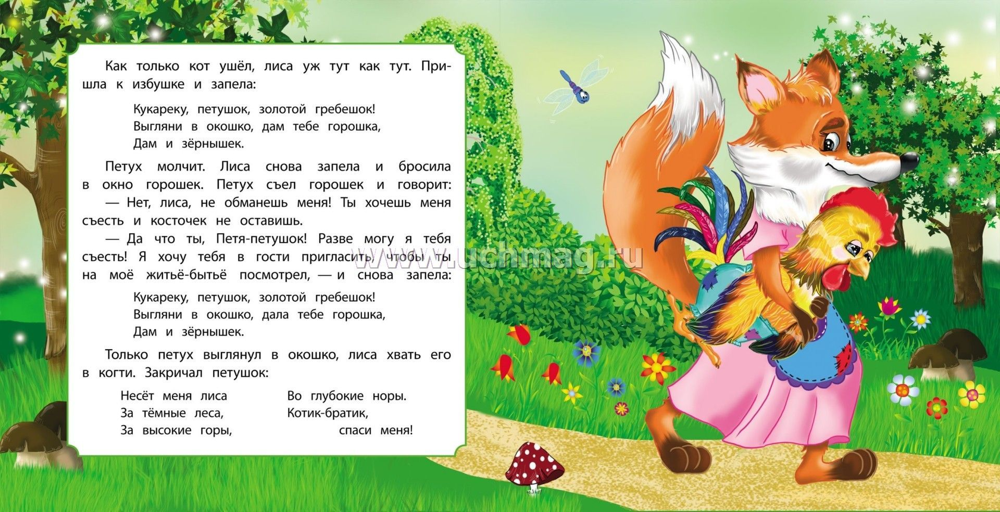 Как только кот ушёл, лиса уж тут как тут. При-
шла к избушке и запела:
Кукареку, петушок, золотой гребешок!
Выгляни в окошко, дам тебе горошка,
Дам и зёрнышек.
Петух молчит. Лиса снова запела и бросила
в окно горошек. Петух съел горошек и говорит:
— Нет, лиса, не обманешь меня! Ты хочешь меня
съесть и косточек не оставишь.
— Да что ты, Петя-петушок! Разве могу я тебя
съесть! Я хочу тебя в гости пригласить, чтобы ты
на моё житьё-бытьё посмотрел, — и снова запела:
Кукареку, петушок, золотой гребешок!
Выгляни в окошко, дала тебе горошка,
Дам и зёрнышек.
Только петух выглянул в окошко, лиса хвать его
в когти. Закричал петушок:
Несёт меня лиса
За тёмные леса,
За высокие горы,
Во глубокие норы.
Котик-братик,
спаси меня!
www.uchmag.ru